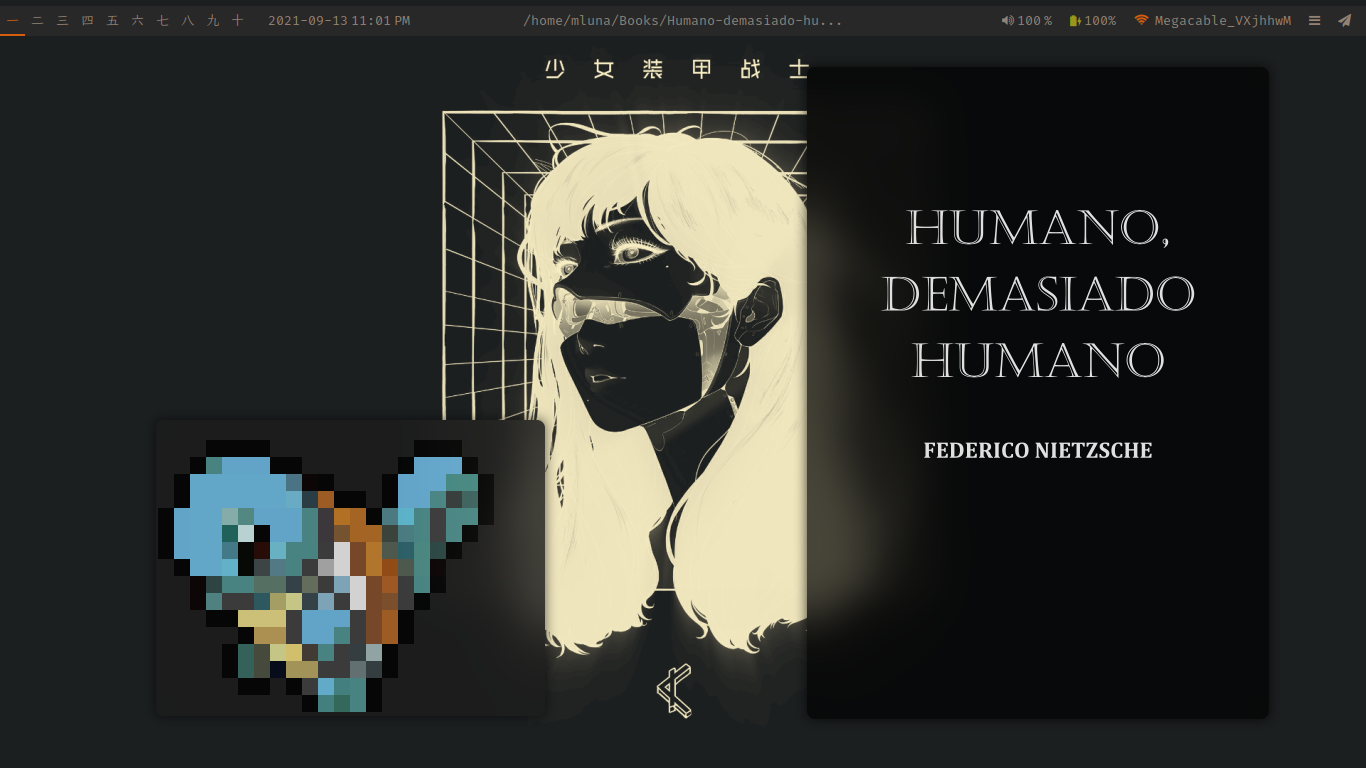 一 二 三 四 五 六 七 八 九 十 2021-09-13 11:01 PM /home/mluna/Books/Humano-demasiado-hu... 100 % 100% Megacable_VXjhhwM
少女装甲战士
HUMANO,
DEMASIADO
HUMANO
FEDERICO NIETZSCHE